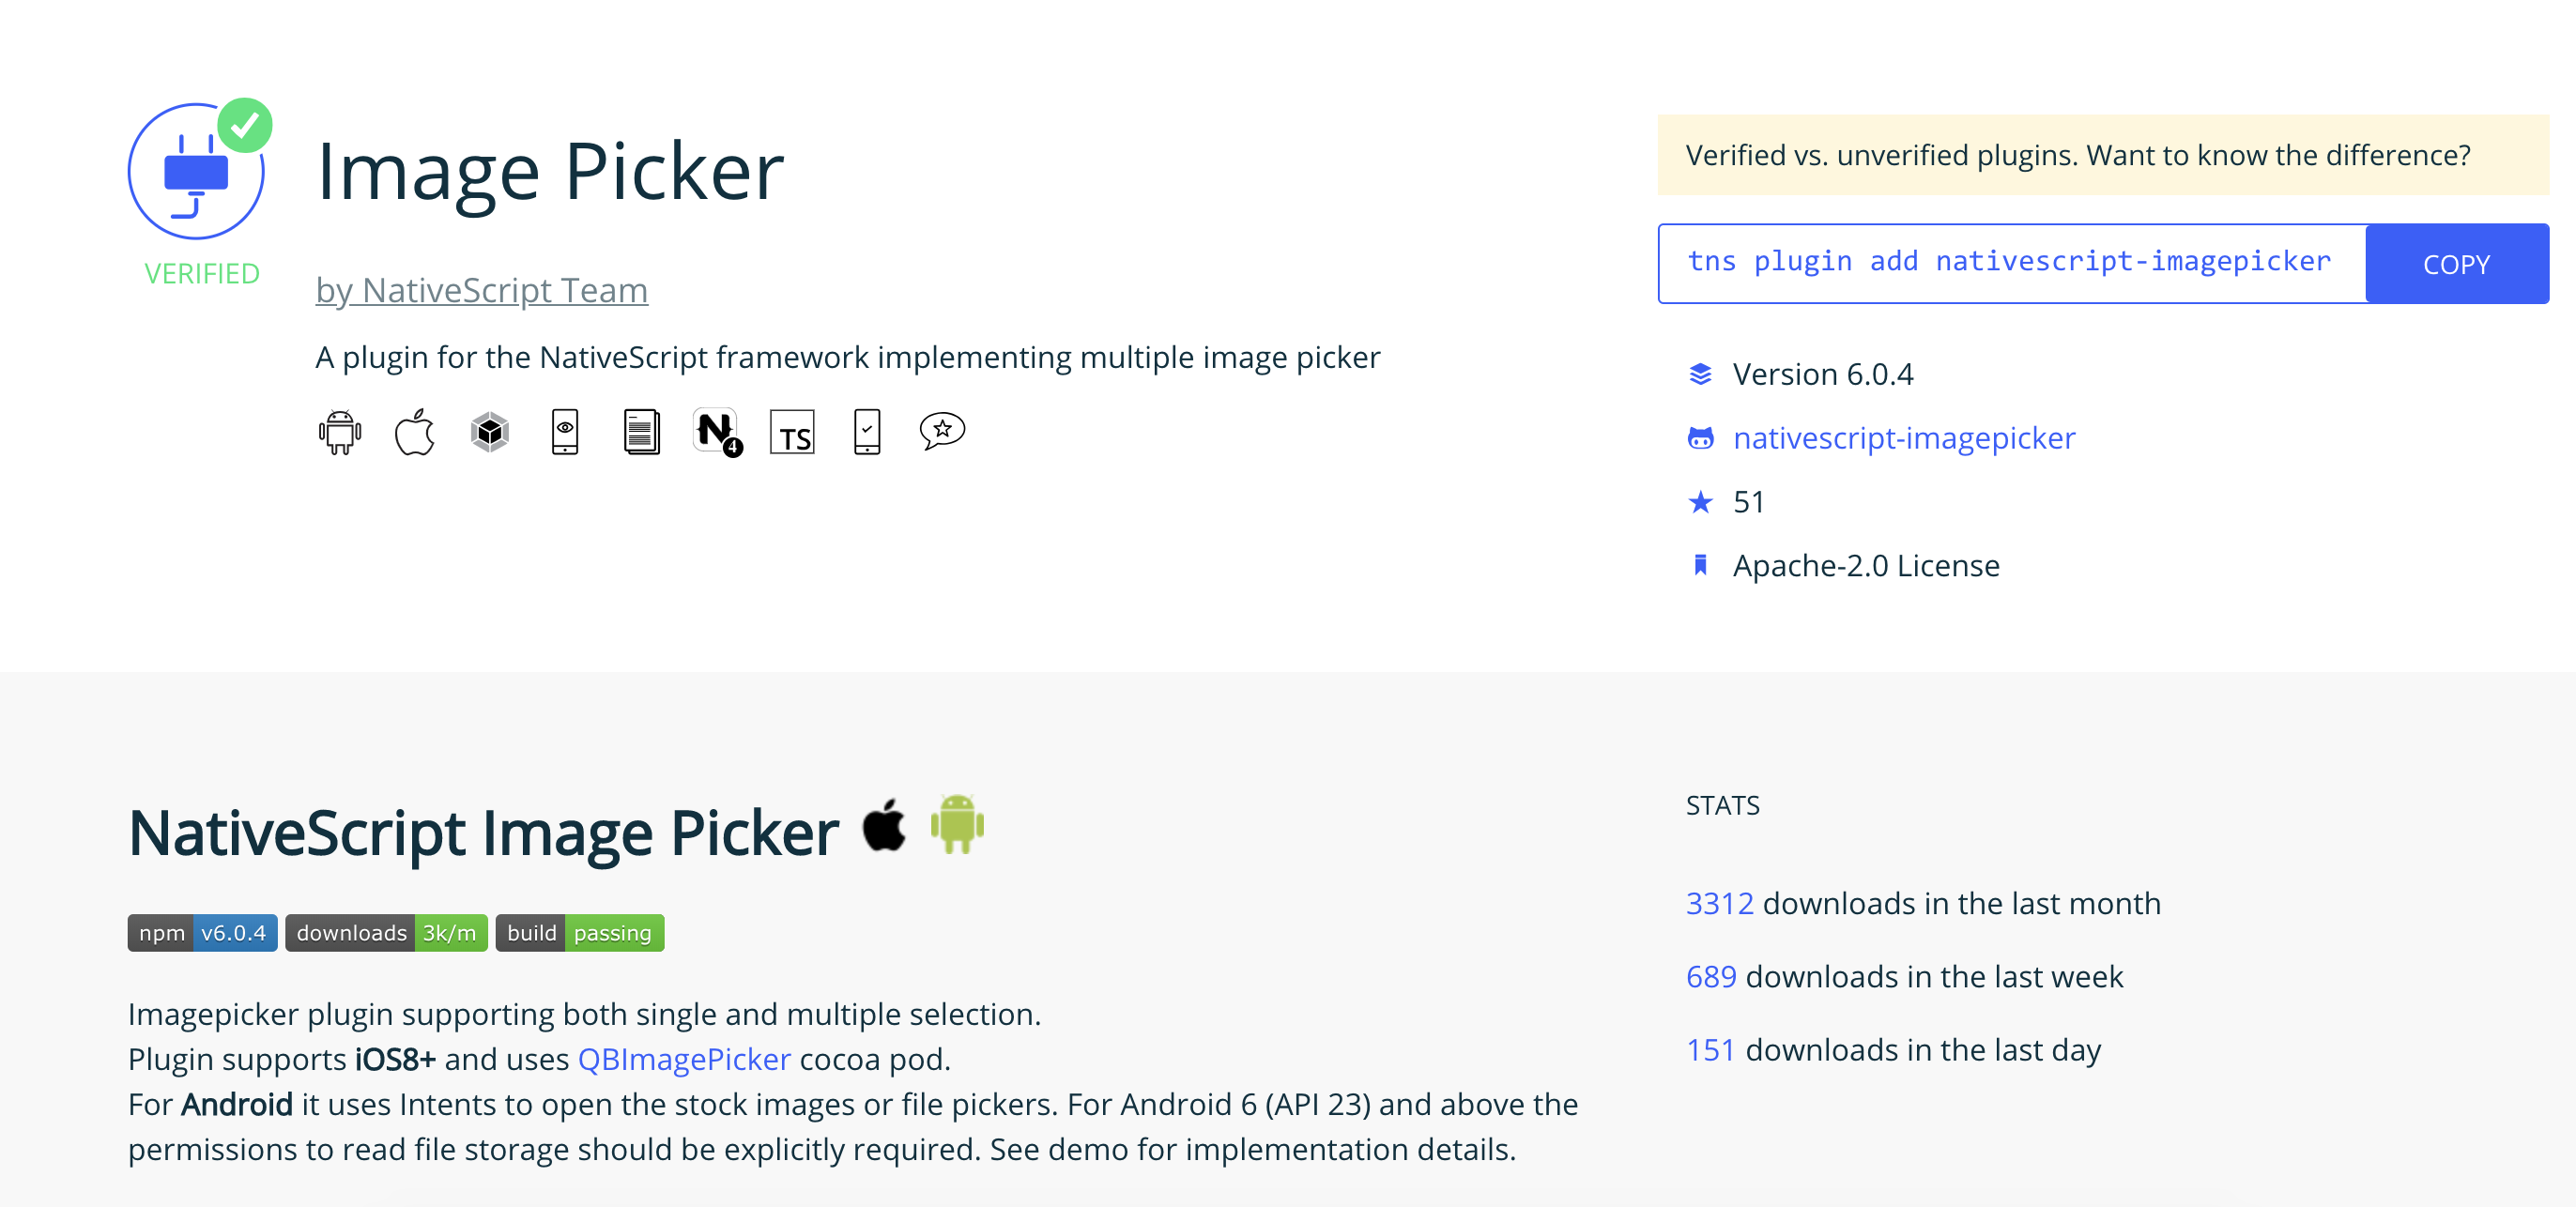 VERIFIED
Image Picker
by NativeScript Team
A plugin for the NativeScript framework implementing multiple image picker
N 4 TS
Verified vs. unverified plugins. Want to know the difference?
tns plugin add nativescript-imagepicker COPY
Version 6.0.4
nativescript-imagepicker
51
Apache-2.0 License
NativeScript Image Picker
npm v6.0.4 downloads 3k/m build passing
Imagepicker plugin supporting both single and multiple selection.
Plugin supports iOS8+ and uses QBImagePicker cocoa pod.
For Android it uses Intents to open the stock images or file pickers. For Android 6 (API 23) and above the
permissions to read file storage should be explicitly required. See demo for implementation details.
STATS
3312 downloads in the last month
689 downloads in the last week
151 downloads in the last day